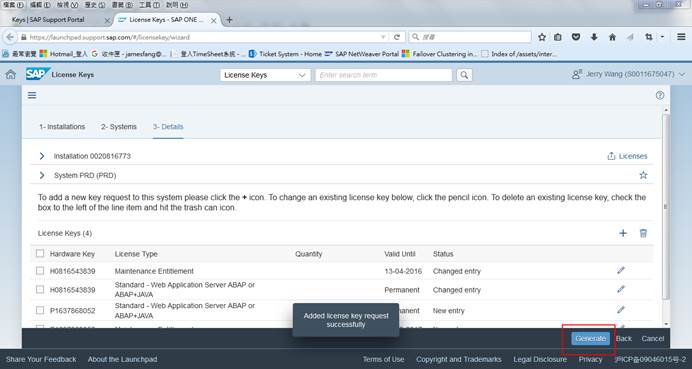 檔案(F) 編輯(E) 檢視(V) 歷史(S) 書籤(B) 工具(T) 說明(H)
Keys | SAP Support Portal × License Keys - SAP ONE ... × +
https://launchpad.support.sap.com/#/licensekey/wizard 搜尋
最常瀏覽 Hotmail_登入 收件匣 - jamesfang@... 登入TimeSheet系統 - ... Ticket System - Home SAP NetWeaver Portal Failover Clustering in... Index of /assets/inter...
SAP License Keys License Keys Enter search term Jerry Wang (S0011675047)
1- Installations 2- Systems 3- Details
Installation 0020816773 Licenses
System PRD (PRD)
To add a new key request to this system please click the + icon. To change an existing license key below, click the pencil icon. To delete an existing license key, check the
box to the left of the line item and hit the trash can icon.
License Keys (4)
Hardware Key License Type Quantity Valid Until Status
H0816543839 Maintenance Entitlement 13-04-2016 Changed entry
H0816543839 Standard - Web Application Server ABAP or
ABAP+JAVA Permanent Changed entry
P1637868052 Standard - Web Application Server ABAP or
ABAP+JAVA New entry
Added license key request
successfully
Generate Back Cancel
Share Your Feedback About the Launchpad Terms of Use Copyright and Trademarks Legal Disclosure Privacy 沪ICP备09046015号-2